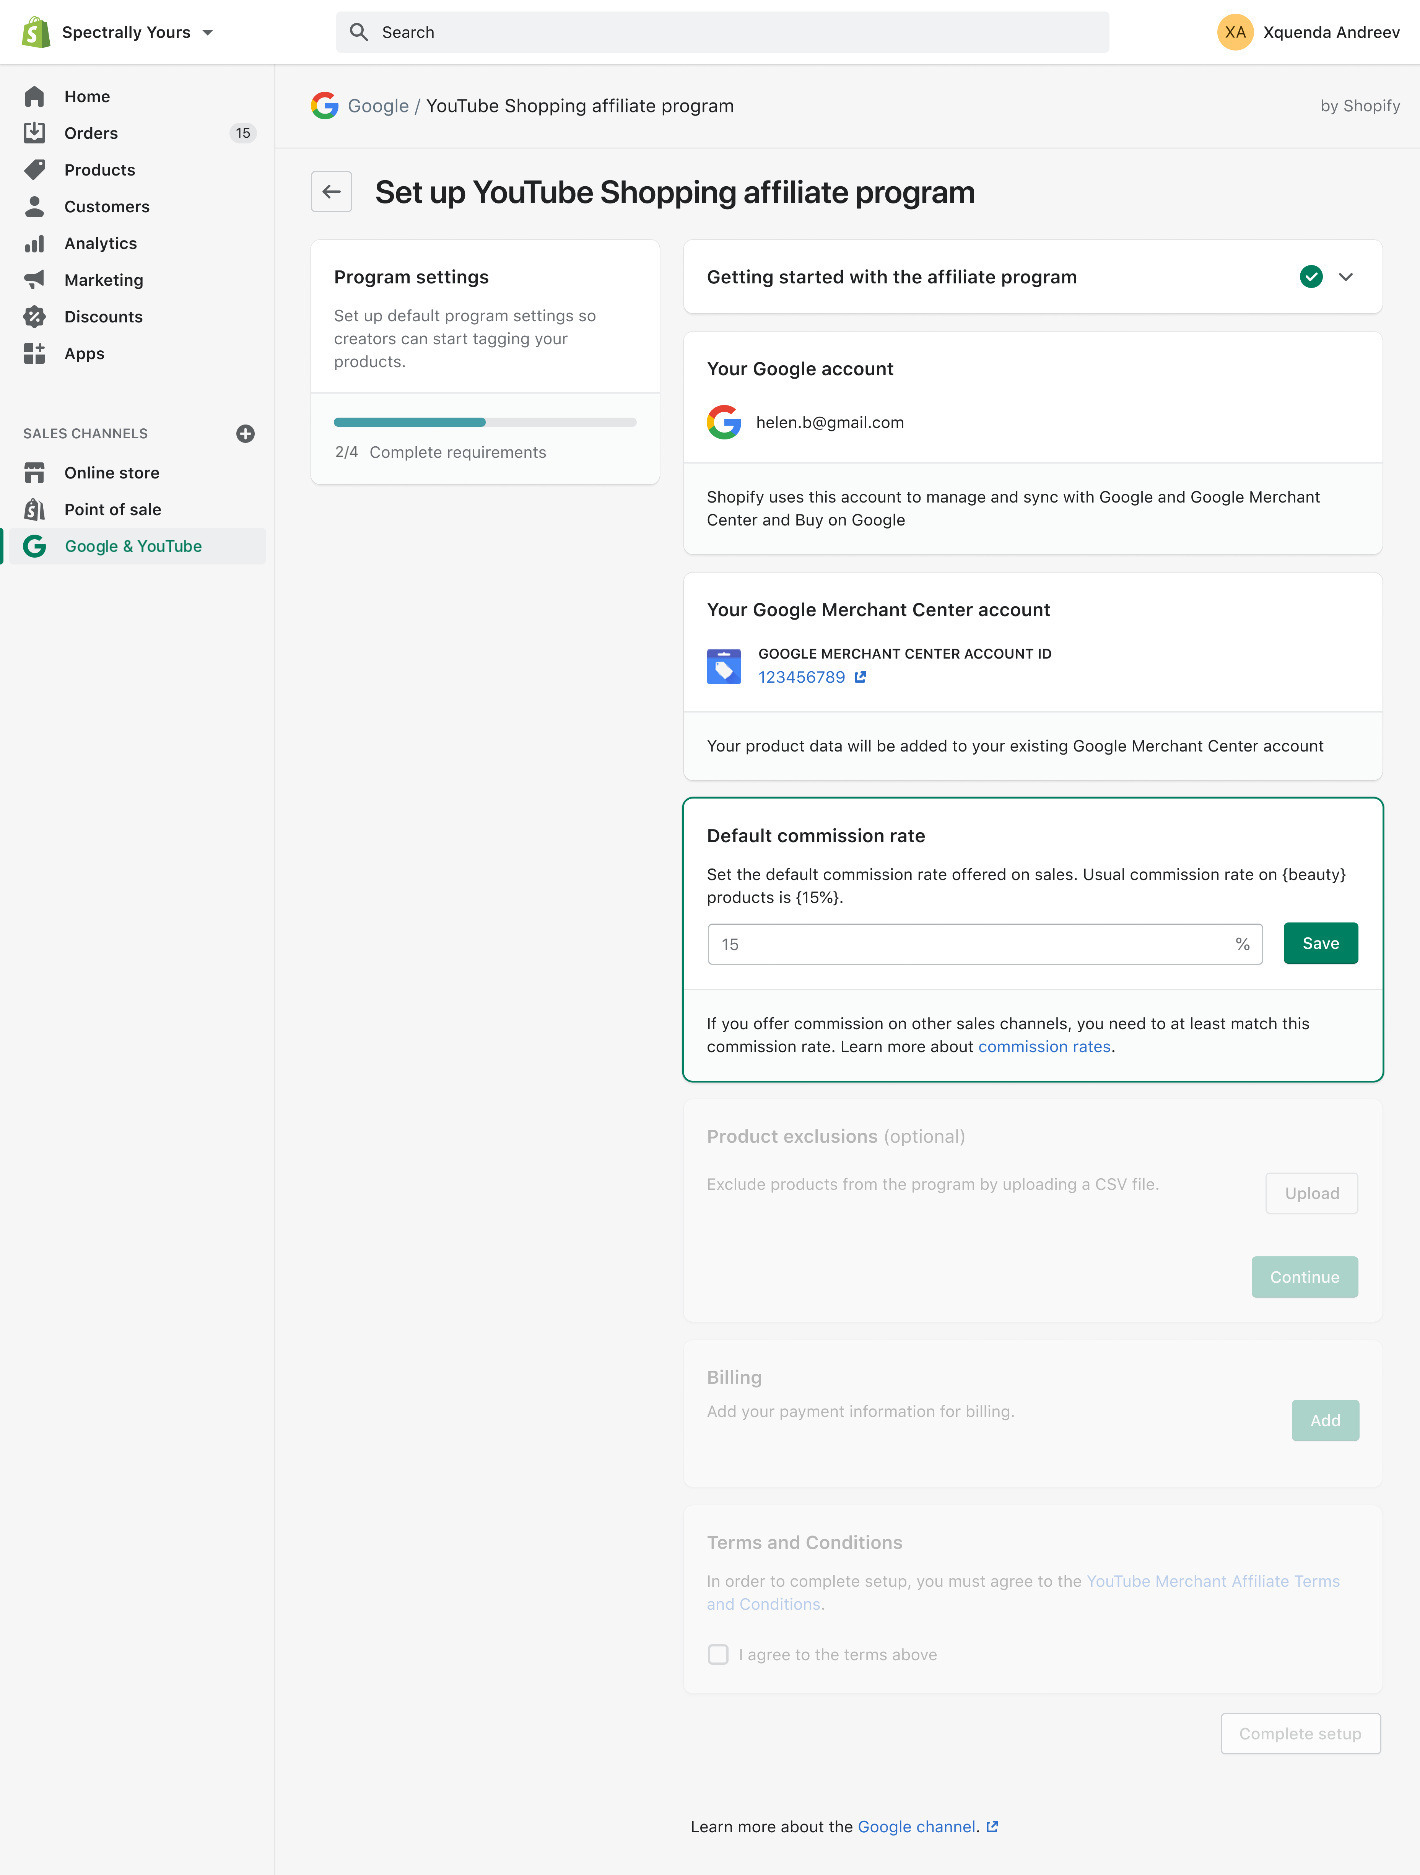 Spectrally Yours
Search
XA
Xquenda Andreev
Home
Orders
15
Products
Customers
Analytics
Marketing
Discounts
Apps
SALES CHANNELS
Online store
Point of sale
Google & YouTube
Google / YouTube Shopping affiliate program
by Shopify
Set up YouTube Shopping affiliate program
Program settings
Set up default program settings so
creators can start tagging your
products.
2/4 Complete requirements
Getting started with the affiliate program
Your Google account
helen.b@gmail.com
Shopify uses this account to manage and sync with Google and Google Merchant
Center and Buy on Google
Your Google Merchant Center account
GOOGLE MERCHANT CENTER ACCOUNT ID
123456789
Your product data will be added to your existing Google Merchant Center account
Default commission rate
Set the default commission rate offered on sales. Usual commission rate on {beauty}
products is {15%}.
15
%
Save
If you offer commission on other sales channels, you need to at least match this
commission rate. Learn more about commission rates.
Product exclusions (optional)
Exclude products from the program by uploading a CSV file.
Upload
Continue
Billing
Add your payment information for billing.
Add
Terms and Conditions
In order to complete setup, you must agree to the YouTube Merchant Affiliate Terms
and Conditions.
I agree to the terms above
Complete setup
Learn more about the Google channel.